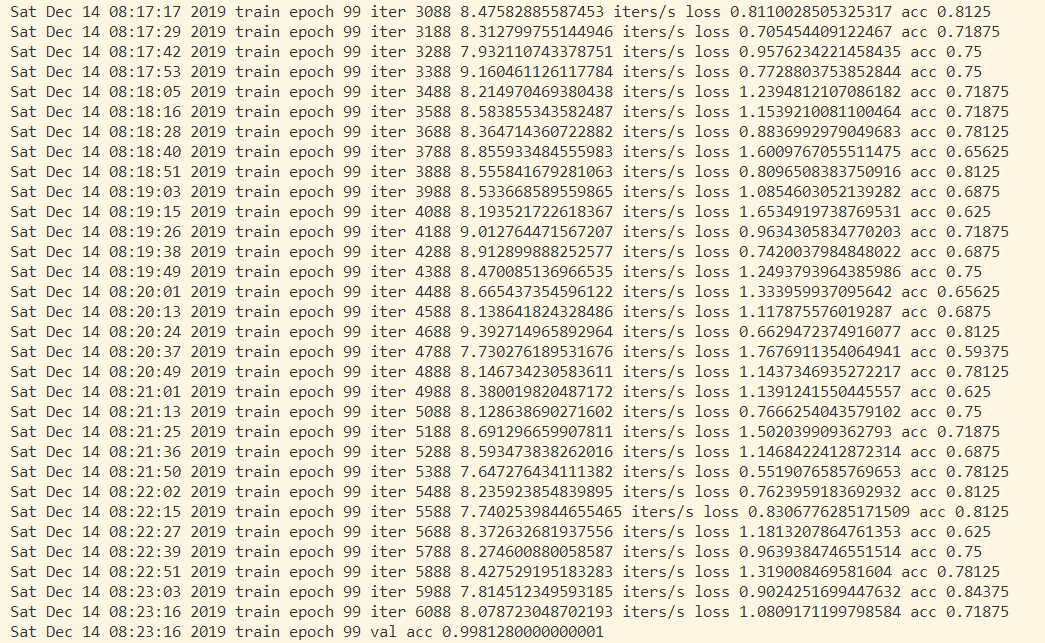 Sat Dec 14 08:17:17 2019 train epoch 99 iter 3088 8.47582885587453 iters/s loss 0.8110028505325317 acc 0.8125
Sat Dec 14 08:17:29 2019 train epoch 99 iter 3188 8.312799755144946 iters/s loss 0.705454409122467 acc 0.71875
Sat Dec 14 08:17:42 2019 train epoch 99 iter 3288 7.932110743378751 iters/s loss 0.9576234221458435 acc 0.75
Sat Dec 14 08:17:53 2019 train epoch 99 iter 3388 9.160461126117784 iters/s loss 0.7728803753852844 acc 0.75
Sat Dec 14 08:18:05 2019 train epoch 99 iter 3488 8.214970469380438 iters/s loss 1.2394812107086182 acc 0.71875
Sat Dec 14 08:18:16 2019 train epoch 99 iter 3588 8.583855343582487 iters/s loss 1.1539210081100464 acc 0.71875
Sat Dec 14 08:18:28 2019 train epoch 99 iter 3688 8.364714360722882 iters/s loss 0.8836992979049683 acc 0.78125
Sat Dec 14 08:18:40 2019 train epoch 99 iter 3788 8.855933484555983 iters/s loss 1.6009767055511475 acc 0.65625
Sat Dec 14 08:18:51 2019 train epoch 99 iter 3888 8.555841679281063 iters/s loss 0.8096508383750916 acc 0.8125
Sat Dec 14 08:19:03 2019 train epoch 99 iter 3988 8.533668589559865 iters/s loss 1.0854603052139282 acc 0.6875
Sat Dec 14 08:19:15 2019 train epoch 99 iter 4088 8.193521722618367 iters/s loss 1.6534919738769531 acc 0.625
Sat Dec 14 08:19:26 2019 train epoch 99 iter 4188 9.012764471567207 iters/s loss 0.9634305834770203 acc 0.71875
Sat Dec 14 08:19:38 2019 train epoch 99 iter 4288 8.912899888252577 iters/s loss 0.7420037984848022 acc 0.6875
Sat Dec 14 08:19:49 2019 train epoch 99 iter 4388 8.470085136966535 iters/s loss 1.2493793964385986 acc 0.75
Sat Dec 14 08:20:01 2019 train epoch 99 iter 4488 8.665437354596122 iters/s loss 1.333959937095642 acc 0.65625
Sat Dec 14 08:20:13 2019 train epoch 99 iter 4588 8.138641824328486 iters/s loss 1.117875576019287 acc 0.6875
Sat Dec 14 08:20:24 2019 train epoch 99 iter 4688 9.392714965892964 iters/s loss 0.6629472374916077 acc 0.8125
Sat Dec 14 08:20:37 2019 train epoch 99 iter 4788 7.730276189531676 iters/s loss 1.7676911354064941 acc 0.59375
Sat Dec 14 08:20:49 2019 train epoch 99 iter 4888 8.146734230583611 iters/s loss 1.1437346935272217 acc 0.78125
Sat Dec 14 08:21:01 2019 train epoch 99 iter 4988 8.380019820487172 iters/s loss 1.1391241550445557 acc 0.625
Sat Dec 14 08:21:13 2019 train epoch 99 iter 5088 8.128638690271602 iters/s loss 0.7666254043579102 acc 0.75
Sat Dec 14 08:21:25 2019 train epoch 99 iter 5188 8.691296659907811 iters/s loss 1.502039909362793 acc 0.71875
Sat Dec 14 08:21:36 2019 train epoch 99 iter 5288 8.593473838262016 iters/s loss 1.1468422412872314 acc 0.6875
Sat Dec 14 08:21:50 2019 train epoch 99 iter 5388 7.647276434111382 iters/s loss 0.5519076585769653 acc 0.78125
Sat Dec 14 08:22:02 2019 train epoch 99 iter 5488 8.235923854839895 iters/s loss 0.7623959183692932 acc 0.8125
Sat Dec 14 08:22:15 2019 train epoch 99 iter 5588 7.7402539844655465 iters/s loss 0.8306776285171509 acc 0.8125
Sat Dec 14 08:22:27 2019 train epoch 99 iter 5688 8.372632681937556 iters/s loss 1.1813207864761353 acc 0.625
Sat Dec 14 08:22:39 2019 train epoch 99 iter 5788 8.274600880058587 iters/s loss 0.9639384746551514 acc 0.75
Sat Dec 14 08:22:51 2019 train epoch 99 iter 5888 8.427529195183283 iters/s loss 1.319008469581604 acc 0.78125
Sat Dec 14 08:23:03 2019 train epoch 99 iter 5988 7.814512349593185 iters/s loss 0.9024251699447632 acc 0.84375
Sat Dec 14 08:23:16 2019 train epoch 99 iter 6088 8.078723048702193 iters/s loss 1.0809171199798584 acc 0.71875
Sat Dec 14 08:23:16 2019 train epoch 99 val acc 0.9981280000000001